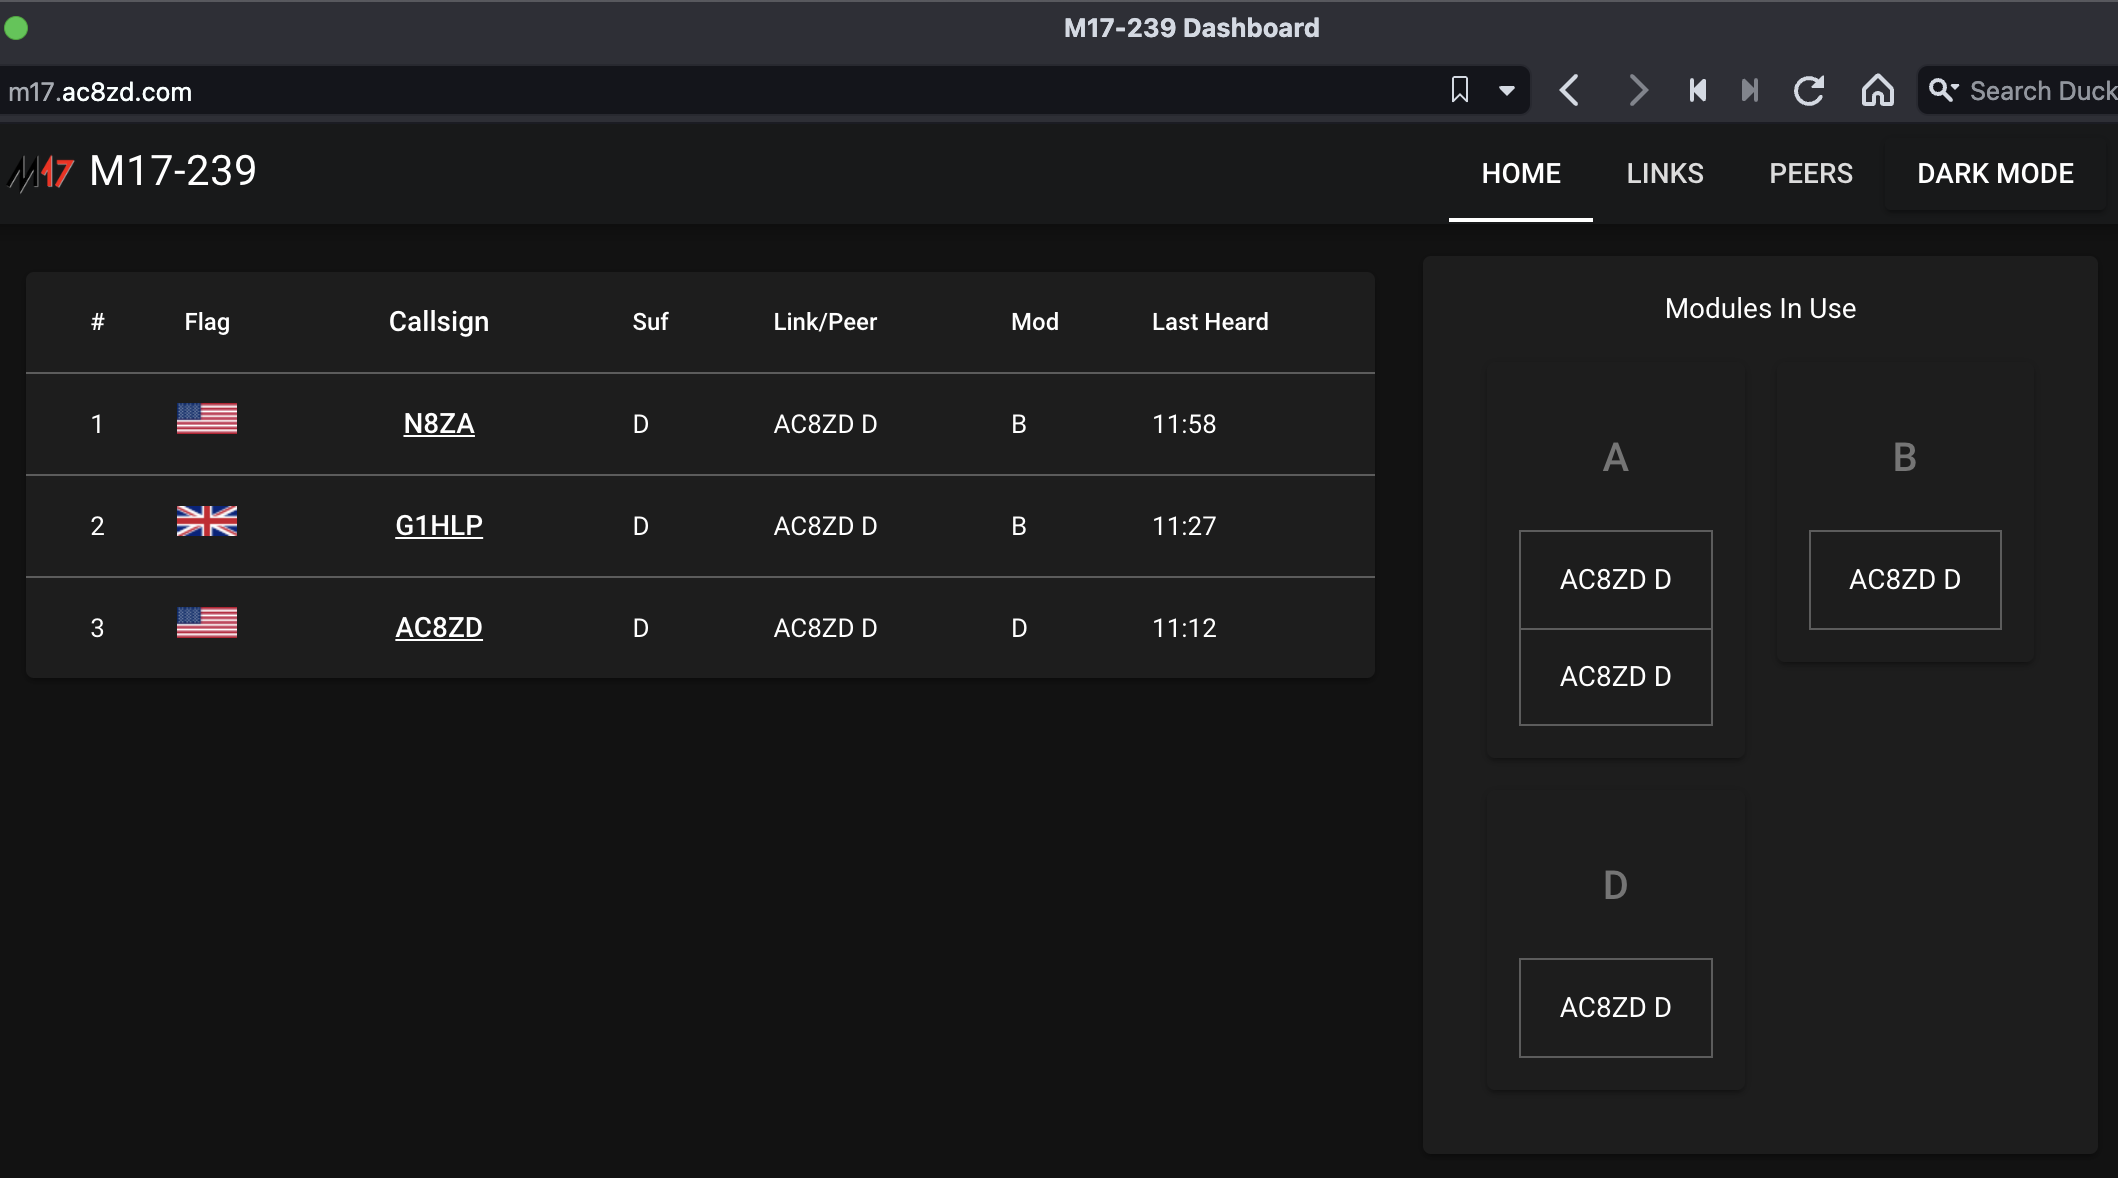 M17-239 Dashboard
m17.ac8zd.com
Search Duck
M17 M17-239
HOME LINKS PEERS DARK MODE
# Flag Callsign Suf Link/Peer Mod Last Heard
1 N8ZA D AC8ZD D B 11:58
2 G1HLP D AC8ZD D B 11:27
3 AC8ZD D AC8ZD D D 11:12
Modules In Use
A
AC8ZD D
AC8ZD D
B
AC8ZD D
D
AC8ZD D